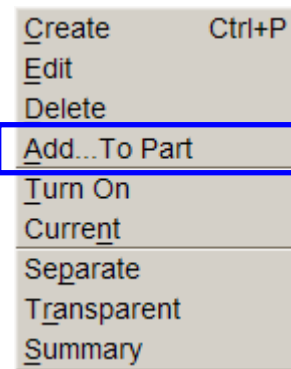 Create Ctrl+P
Edit
Delete
Add...To Part
Turn On
Current
Separate
Transparent
Summary